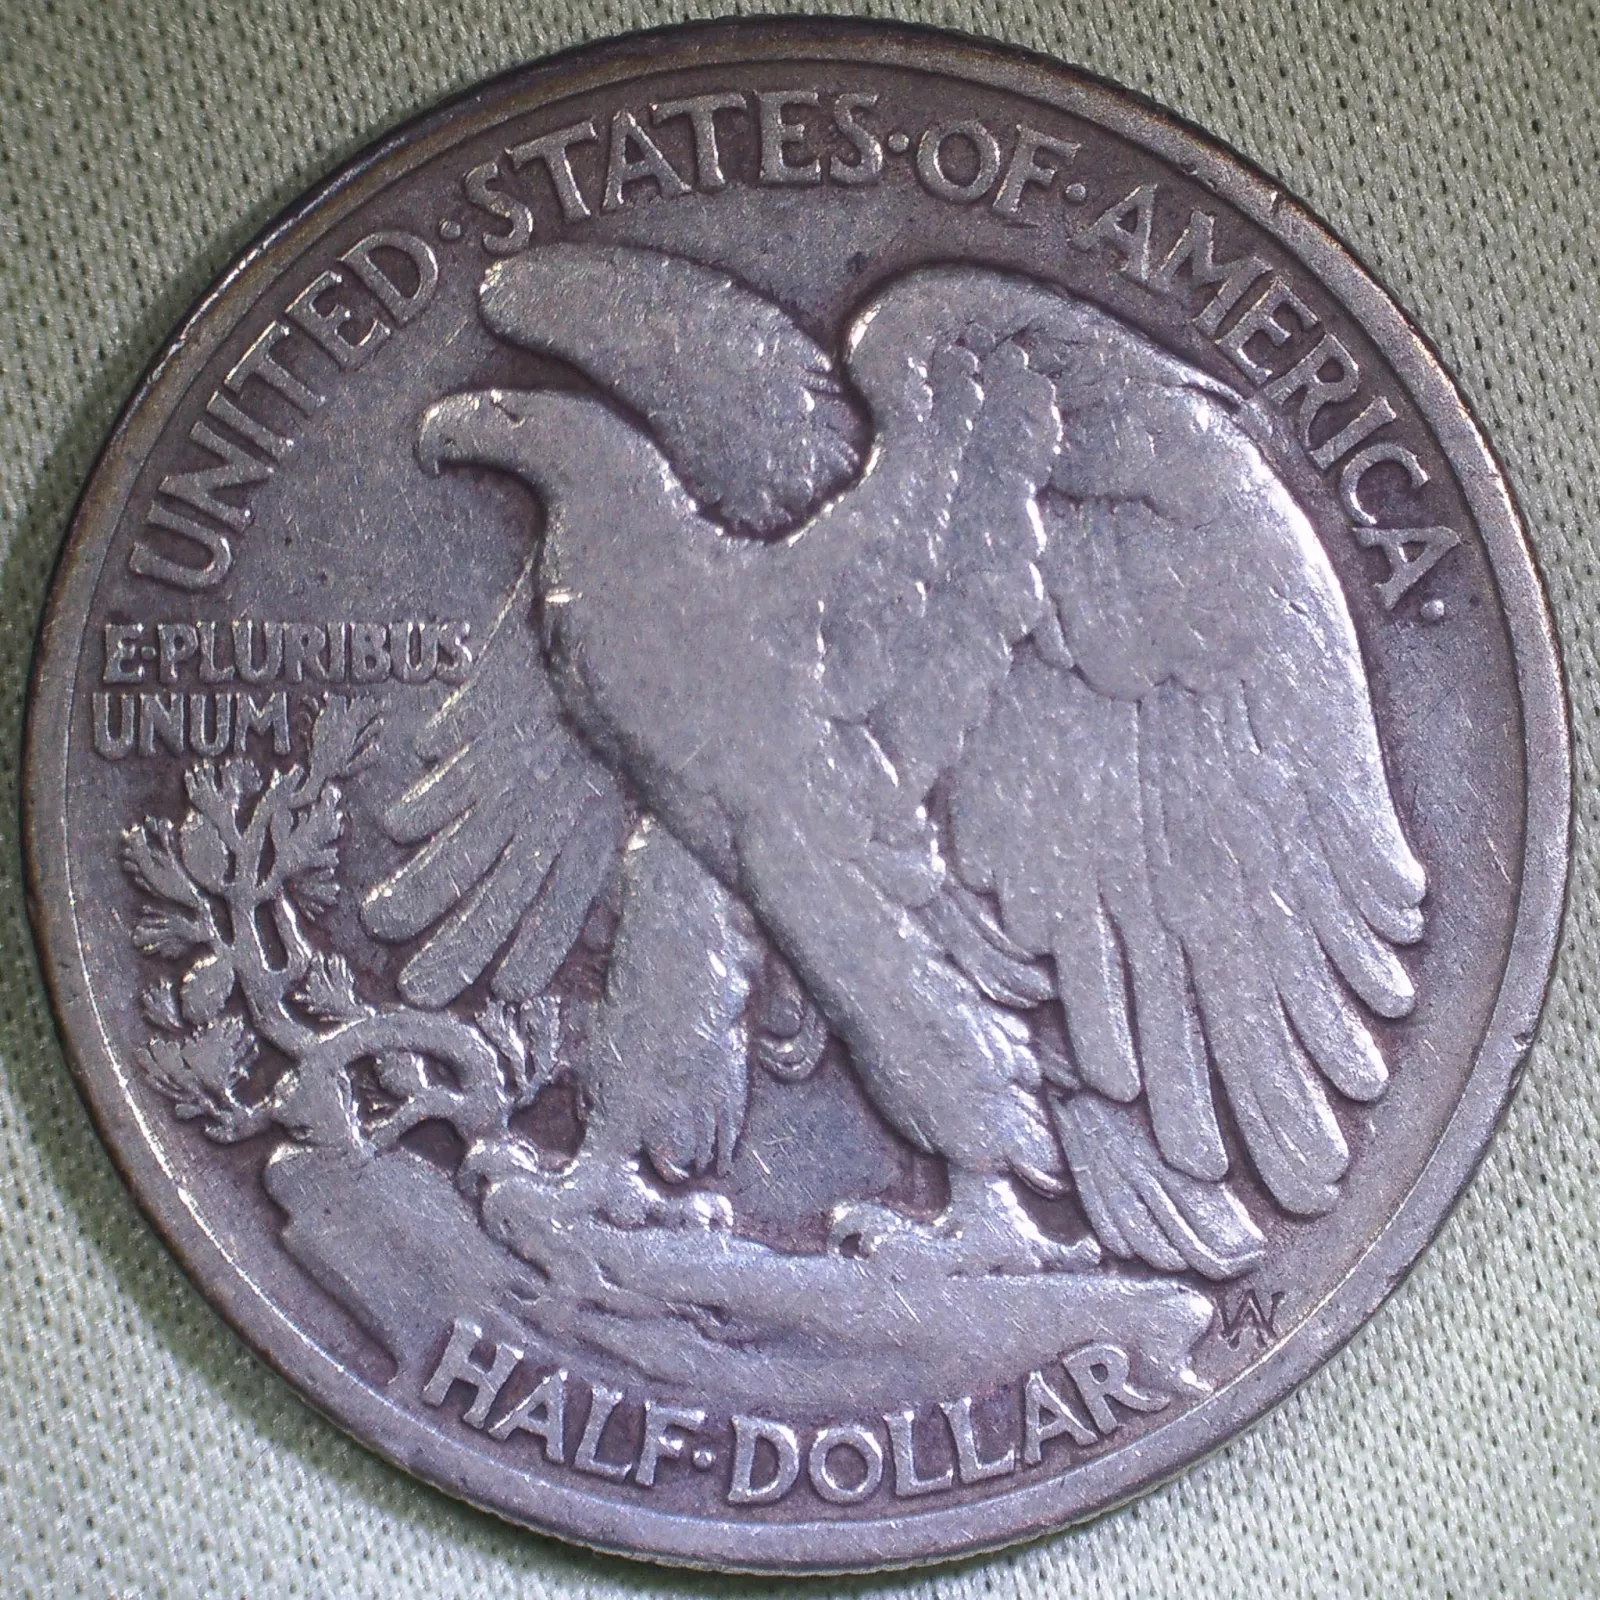 UNITED·STATES·OF·AMERICA·
E·PLURIBUS
UNUM
HALF·DOLLAR
AW